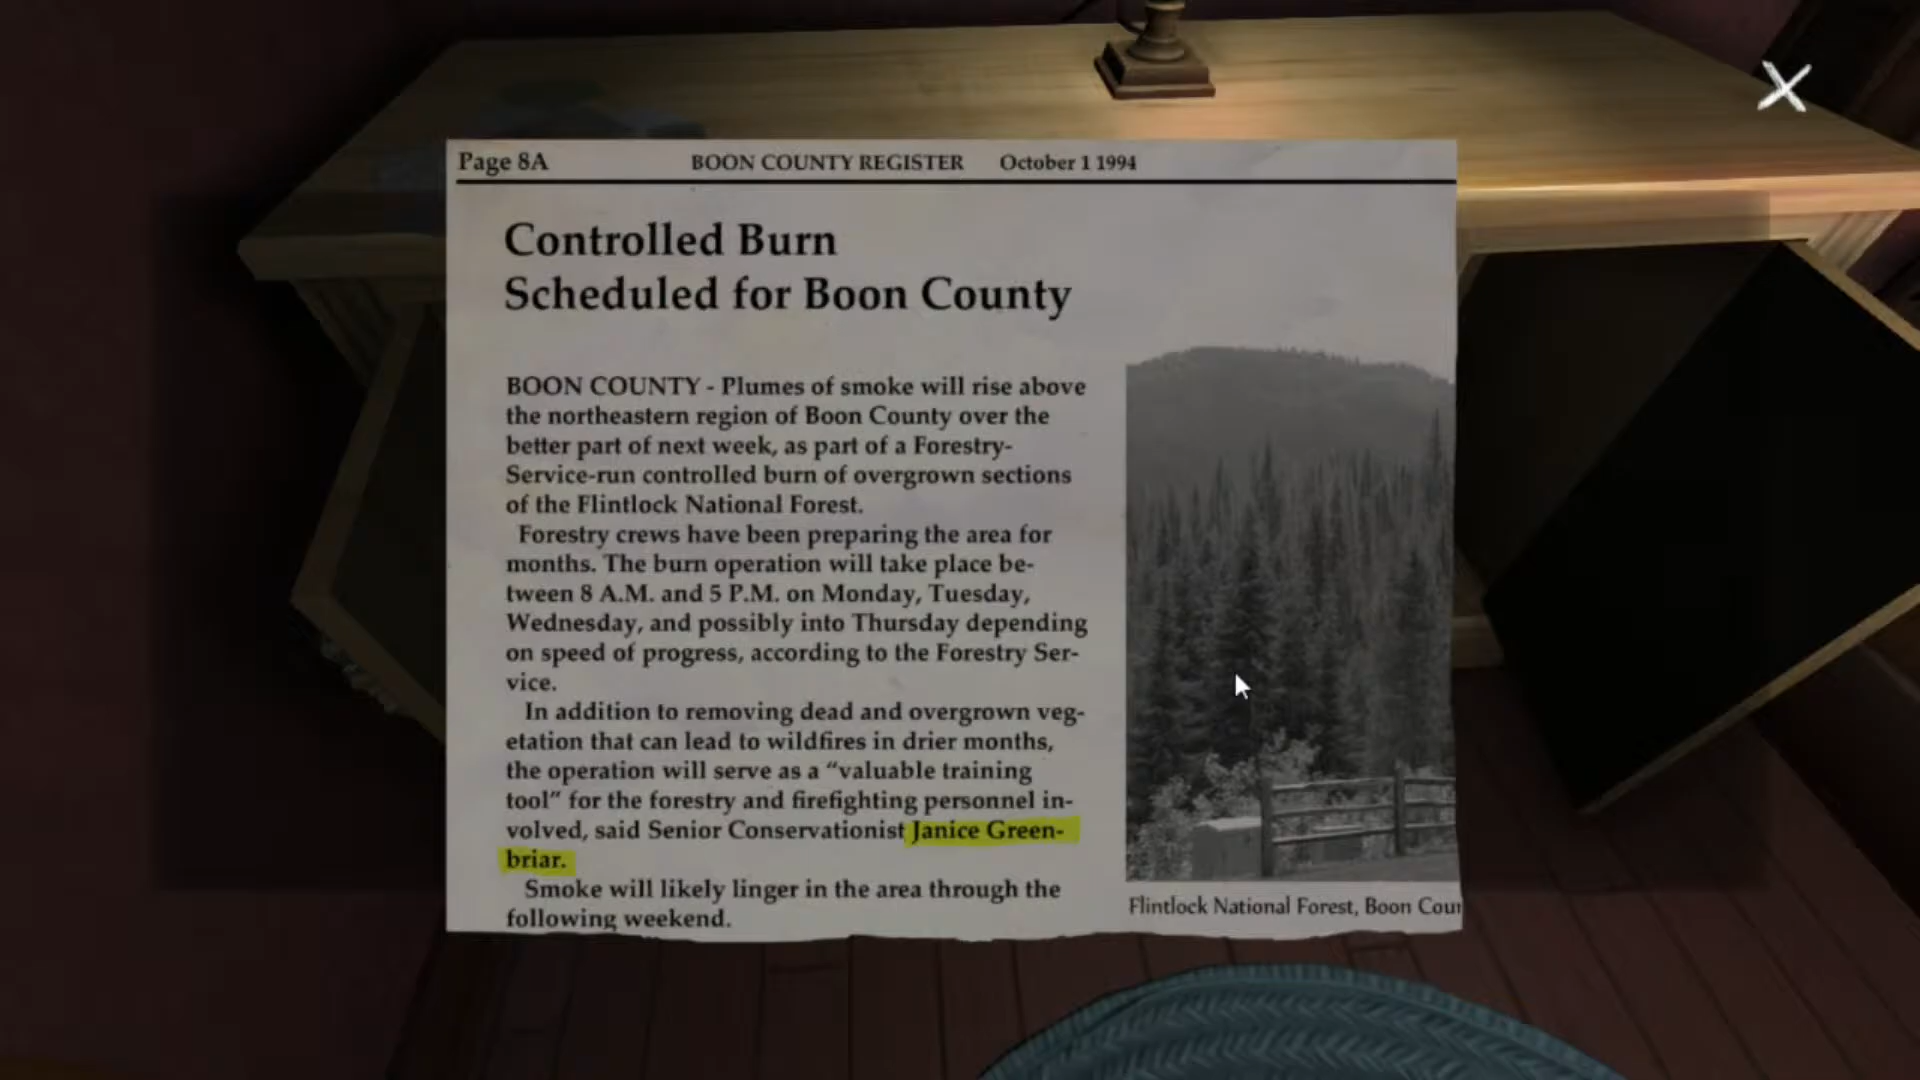 Page 8A BOON COUNTY REGISTER October 1 1994
Controlled Burn
Scheduled for Boon County
BOON COUNTY - Plumes of smoke will rise above
the northeastern region of Boon County over the
better part of next week, as part of a Forestry-
Service-run controlled burn of overgrown sections
of the Flintlock National Forest.
Forestry crews have been preparing the area for
months. The burn operation will take place be-
tween 8 A.M. and 5 P.M. on Monday, Tuesday,
Wednesday, and possibly into Thursday depending
on speed of progress, according to the Forestry Ser-
vice.
In addition to removing dead and overgrown veg-
etation that can lead to wildfires in drier months,
the operation will serve as a “valuable training
tool” for the forestry and firefighting personnel in-
volved, said Senior Conservationist Janice Green-
briar.
Smoke will likely linger in the area through the
following weekend.
Flintlock National Forest, Boon